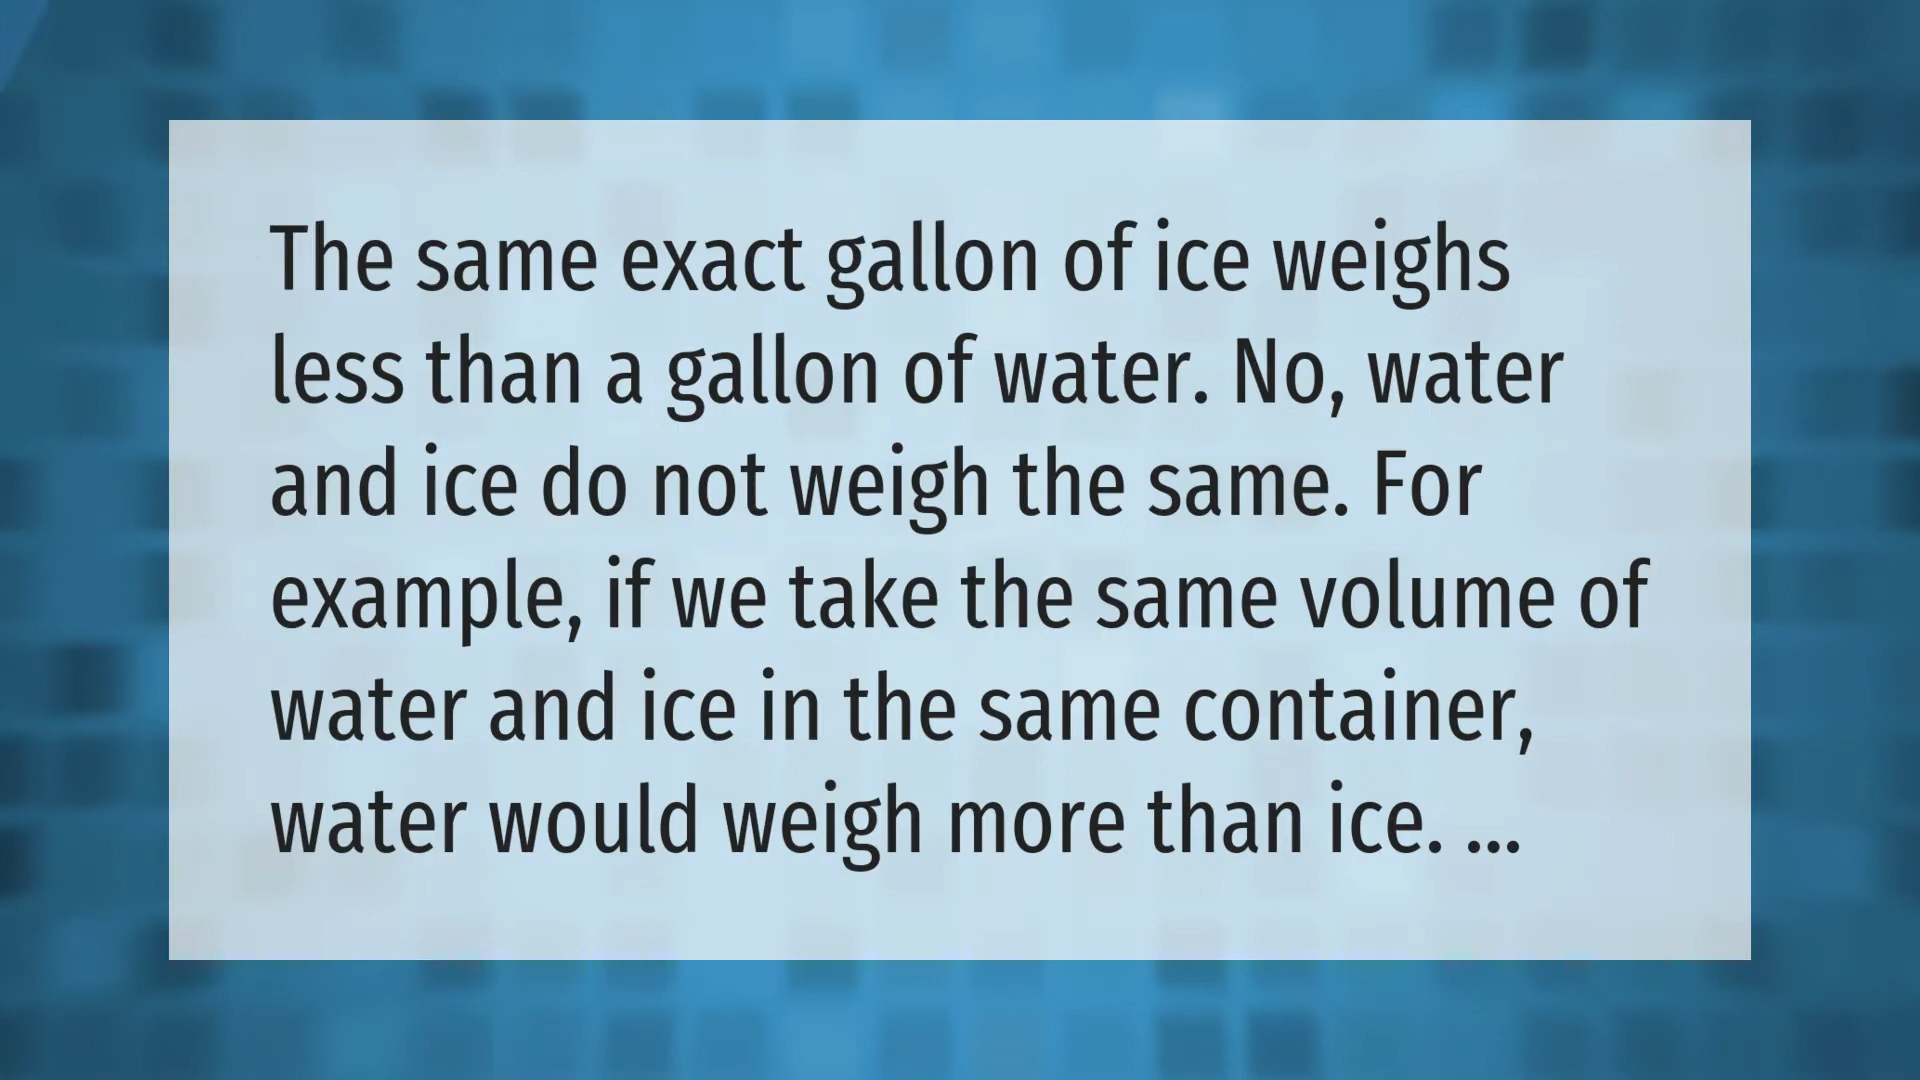 The same exact gallon of ice weighs
less than a gallon of water. No, water
and ice do not weigh the same. For
example, if we take the same volume of
water and ice in the same container,
water would weigh more than ice. ...